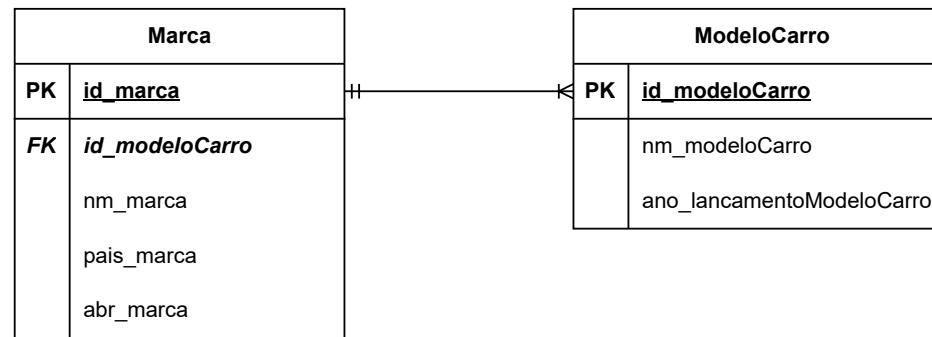 Marca
PK id_marca
FK id_modeloCarro
nm_marca
pais_marca
abr_marca
ModeloCarro
PK id_modeloCarro
nm_modeloCarro
ano_lancamentoModeloCarro